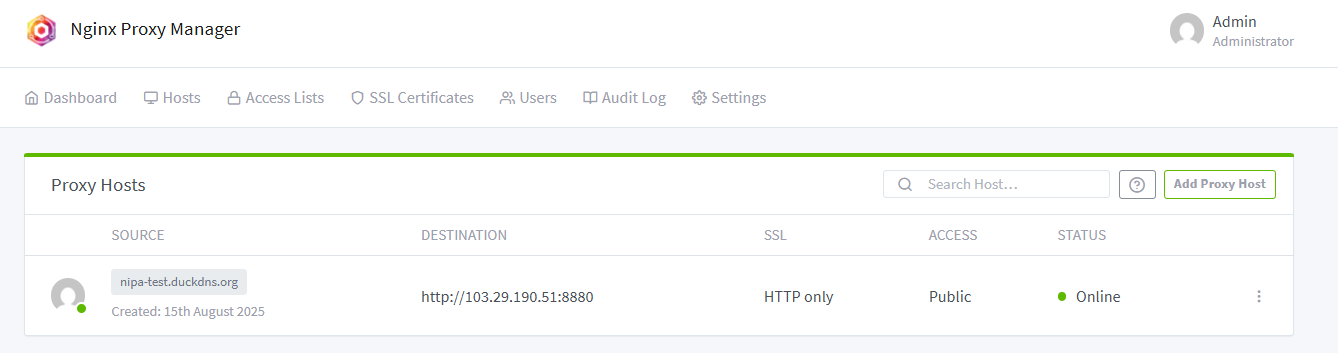 Nginx Proxy Manager
Admin
Administrator
Dashboard Hosts Access Lists SSL Certificates Users Audit Log Settings
Proxy Hosts
Search Host...
Add Proxy Host
SOURCE DESTINATION SSL ACCESS STATUS
nipa-test.duckdns.org
Created: 15th August 2025
http://103.29.190.51:8880 HTTP only Public Online